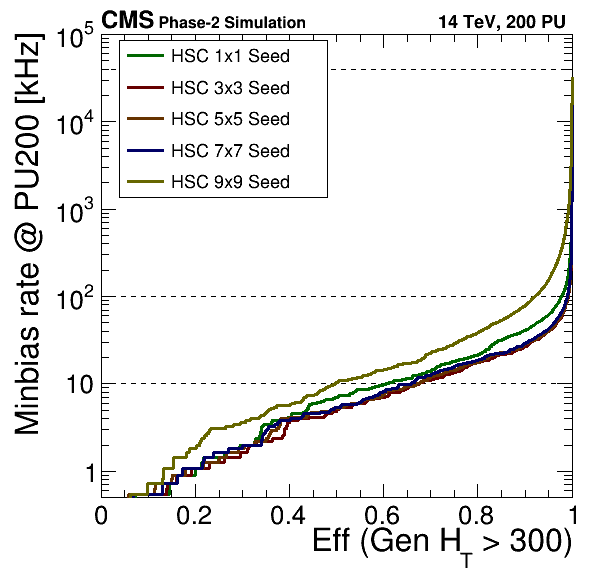 CMS Phase-2 Simulation 14 TeV, 200 PU
Minbias rate @ PU200 [kHz]
10^5
10^4
10^3
10^2
10
1
HSC 1x1 Seed
HSC 3x3 Seed
HSC 5x5 Seed
HSC 7x7 Seed
HSC 9x9 Seed
0 0.2 0.4 0.6 0.8 1
Eff (Gen H_T > 300)